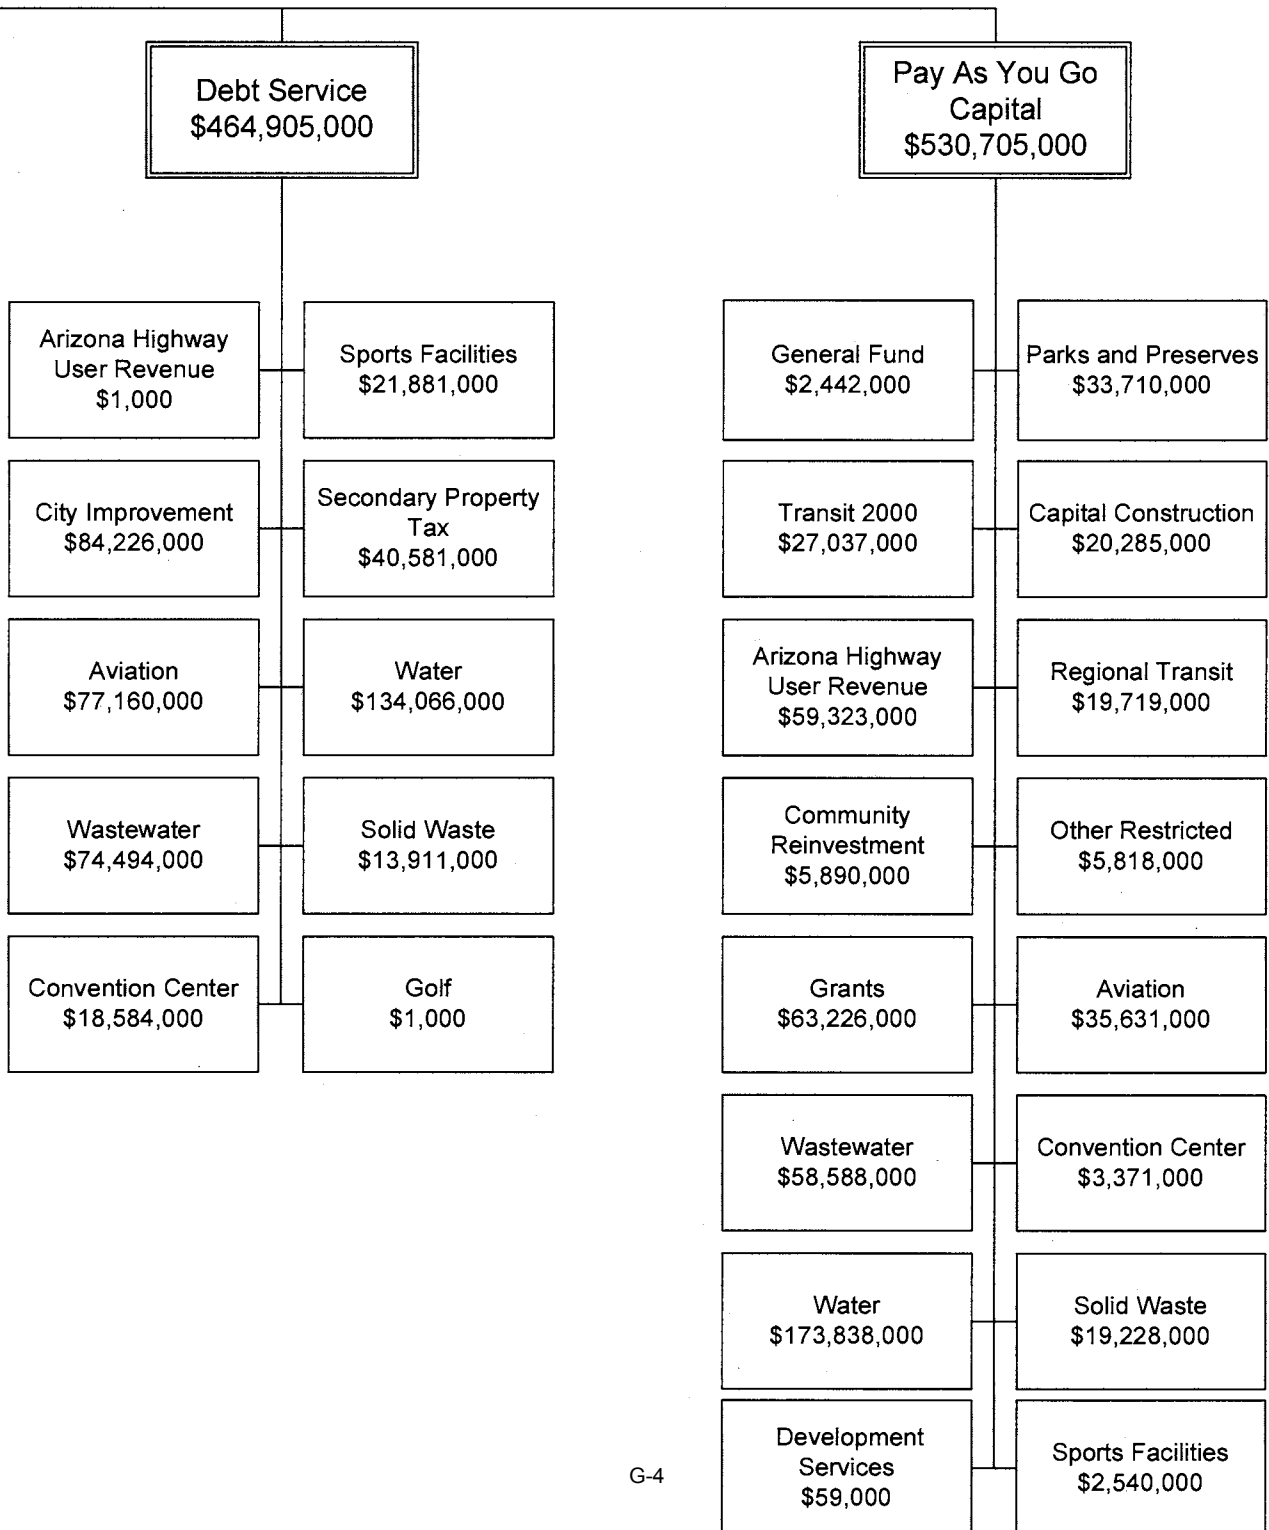 Debt Service
$464,905,000
Pay As You Go
Capital
$530,705,000
Arizona Highway
User Revenue
$1,000
Sports Facilities
$21,881,000
City Improvement
$84,226,000
Secondary Property
Tax
$40,581,000
Aviation
$77,160,000
Water
$134,066,000
Wastewater
$74,494,000
Solid Waste
$13,911,000
Convention Center
$18,584,000
Golf
$1,000
General Fund
$2,442,000
Parks and Preserves
$33,710,000
Transit 2000
$27,037,000
Capital Construction
$20,285,000
Arizona Highway
User Revenue
$59,323,000
Regional Transit
$19,719,000
Community
Reinvestment
$5,890,000
Other Restricted
$5,818,000
Grants
$63,226,000
Aviation
$35,631,000
Wastewater
$58,588,000
Convention Center
$3,371,000
Water
$173,838,000
Solid Waste
$19,228,000
Development
Services
$59,000
Sports Facilities
$2,540,000
G-4